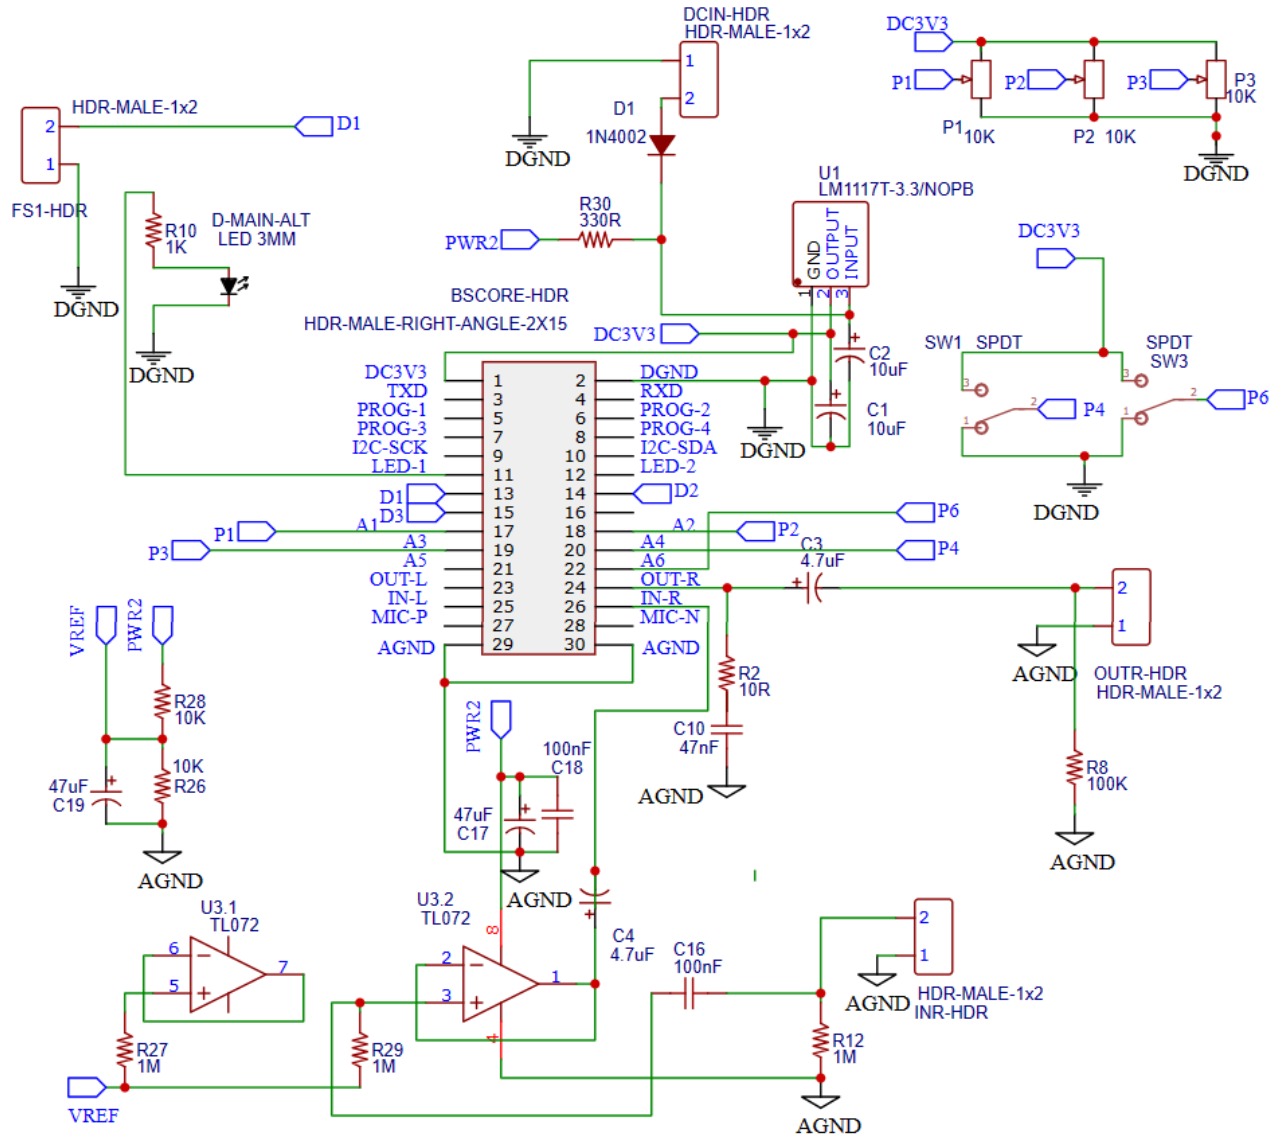 DCIN-HDR
HDR-MALE-1x2
1
2
DC3V3
P1
P2
P3
P3
10K
P1
10K
P2 10K
DGND
HDR-MALE-1x2
2
1
D1
FS1-HDR
DGND
D1
1N4002
DGND
U1
LM1117T-3.3/NOPB
GND
OUTPUT
INPUT
1
2
3
R30
330R
PWR2
R10
1K
D-MAIN-ALT
LED 3MM
DGND
BSCORE-HDR
HDR-MALE-RIGHT-ANGLE-2X15
DC3V3
C2
10uF
C1
10uF
DGND
DC3V3
SW1 SPDT
SPDT
SW3
3
1
2
P4
3
1
2
P6
DGND
DC3V3 1 2 DGND
TXD 3 4 RXD
PROG-1 5 6 PROG-2
PROG-3 7 8 PROG-4
I2C-SCK 9 10 I2C-SDA
LED-1 11 12 LED-2
D1 13 14 D2
D3 15 16
P1 A1 17 18 A2 P2
P3 A3 19 20 A4 P4
A5 21 22 A6 P6
OUT-L 23 24 OUT-R
IN-L 25 26 IN-R
MIC-P 27 28 MIC-N
AGND 29 30 AGND
C3
4.7uF
2
1
AGND
OUTR-HDR
HDR-MALE-1x2
R2
10R
C10
47nF
AGND
R8
100K
AGND
VREF
PWR2
R28
10K
10K
R26
47uF
C19
AGND
PWR2
100nF
C18
47uF
C17
AGND
U3.1
TL072
6
5
7
R27
1M
VREF
U3.2
TL072
8
2
3
1
4
R29
1M
C4
4.7uF
C16
100nF
2
1
AGND
HDR-MALE-1x2
INR-HDR
R12
1M
AGND